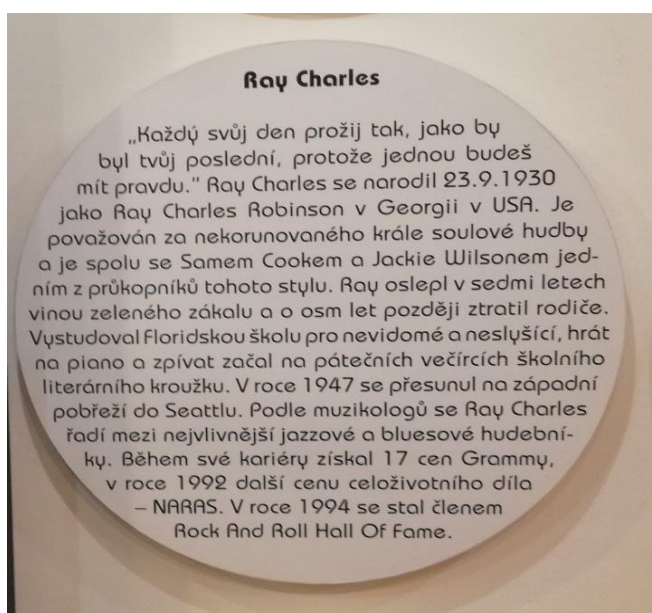 Ray Charles
„Každý svůj den prožij tak, jako by
byl tvůj poslední, protože jednou budeš
mít pravdu." Ray Charles se narodil 23.9.1930
jako Ray Charles Robinson v Georgii v USA. Je
považován za nekorunovaného krále soulové hudby
a je spolu se Samem Cookem a Jackie Wilsonem jed-
ním z průkopníků tohoto stylu. Ray oslepl v sedmi letech
vinou zeleného zákalu a o osm let později ztratil rodiče.
Vystudoval Floridskou školu pro nevidomé a neslyšící, hrát
na piano a zpívat začal na pátečních večírcích školního
literárního kroužku. V roce 1947 se přesunul na západní
pobřeží do Seattlu. Podle muzikologů se Ray Charles
řadí mezi nejvlivnější jazzové a bluesové hudební-
ky. Během své kariéry získal 17 cen Grammy,
v roce 1992 další cenu celoživotního díla
– NARAS. V roce 1994 se stal členem
Rock And Roll Hall Of Fame.